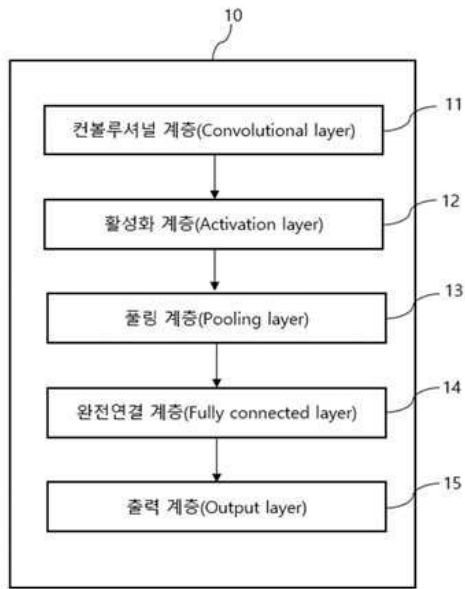 10
컨볼루셔널 계층(Convolutional layer)
11
활성화 계층(Activation layer)
12
풀링 계층(Pooling layer)
13
완전연결 계층(Fully connected layer)
14
출력 계층(Output layer)
15